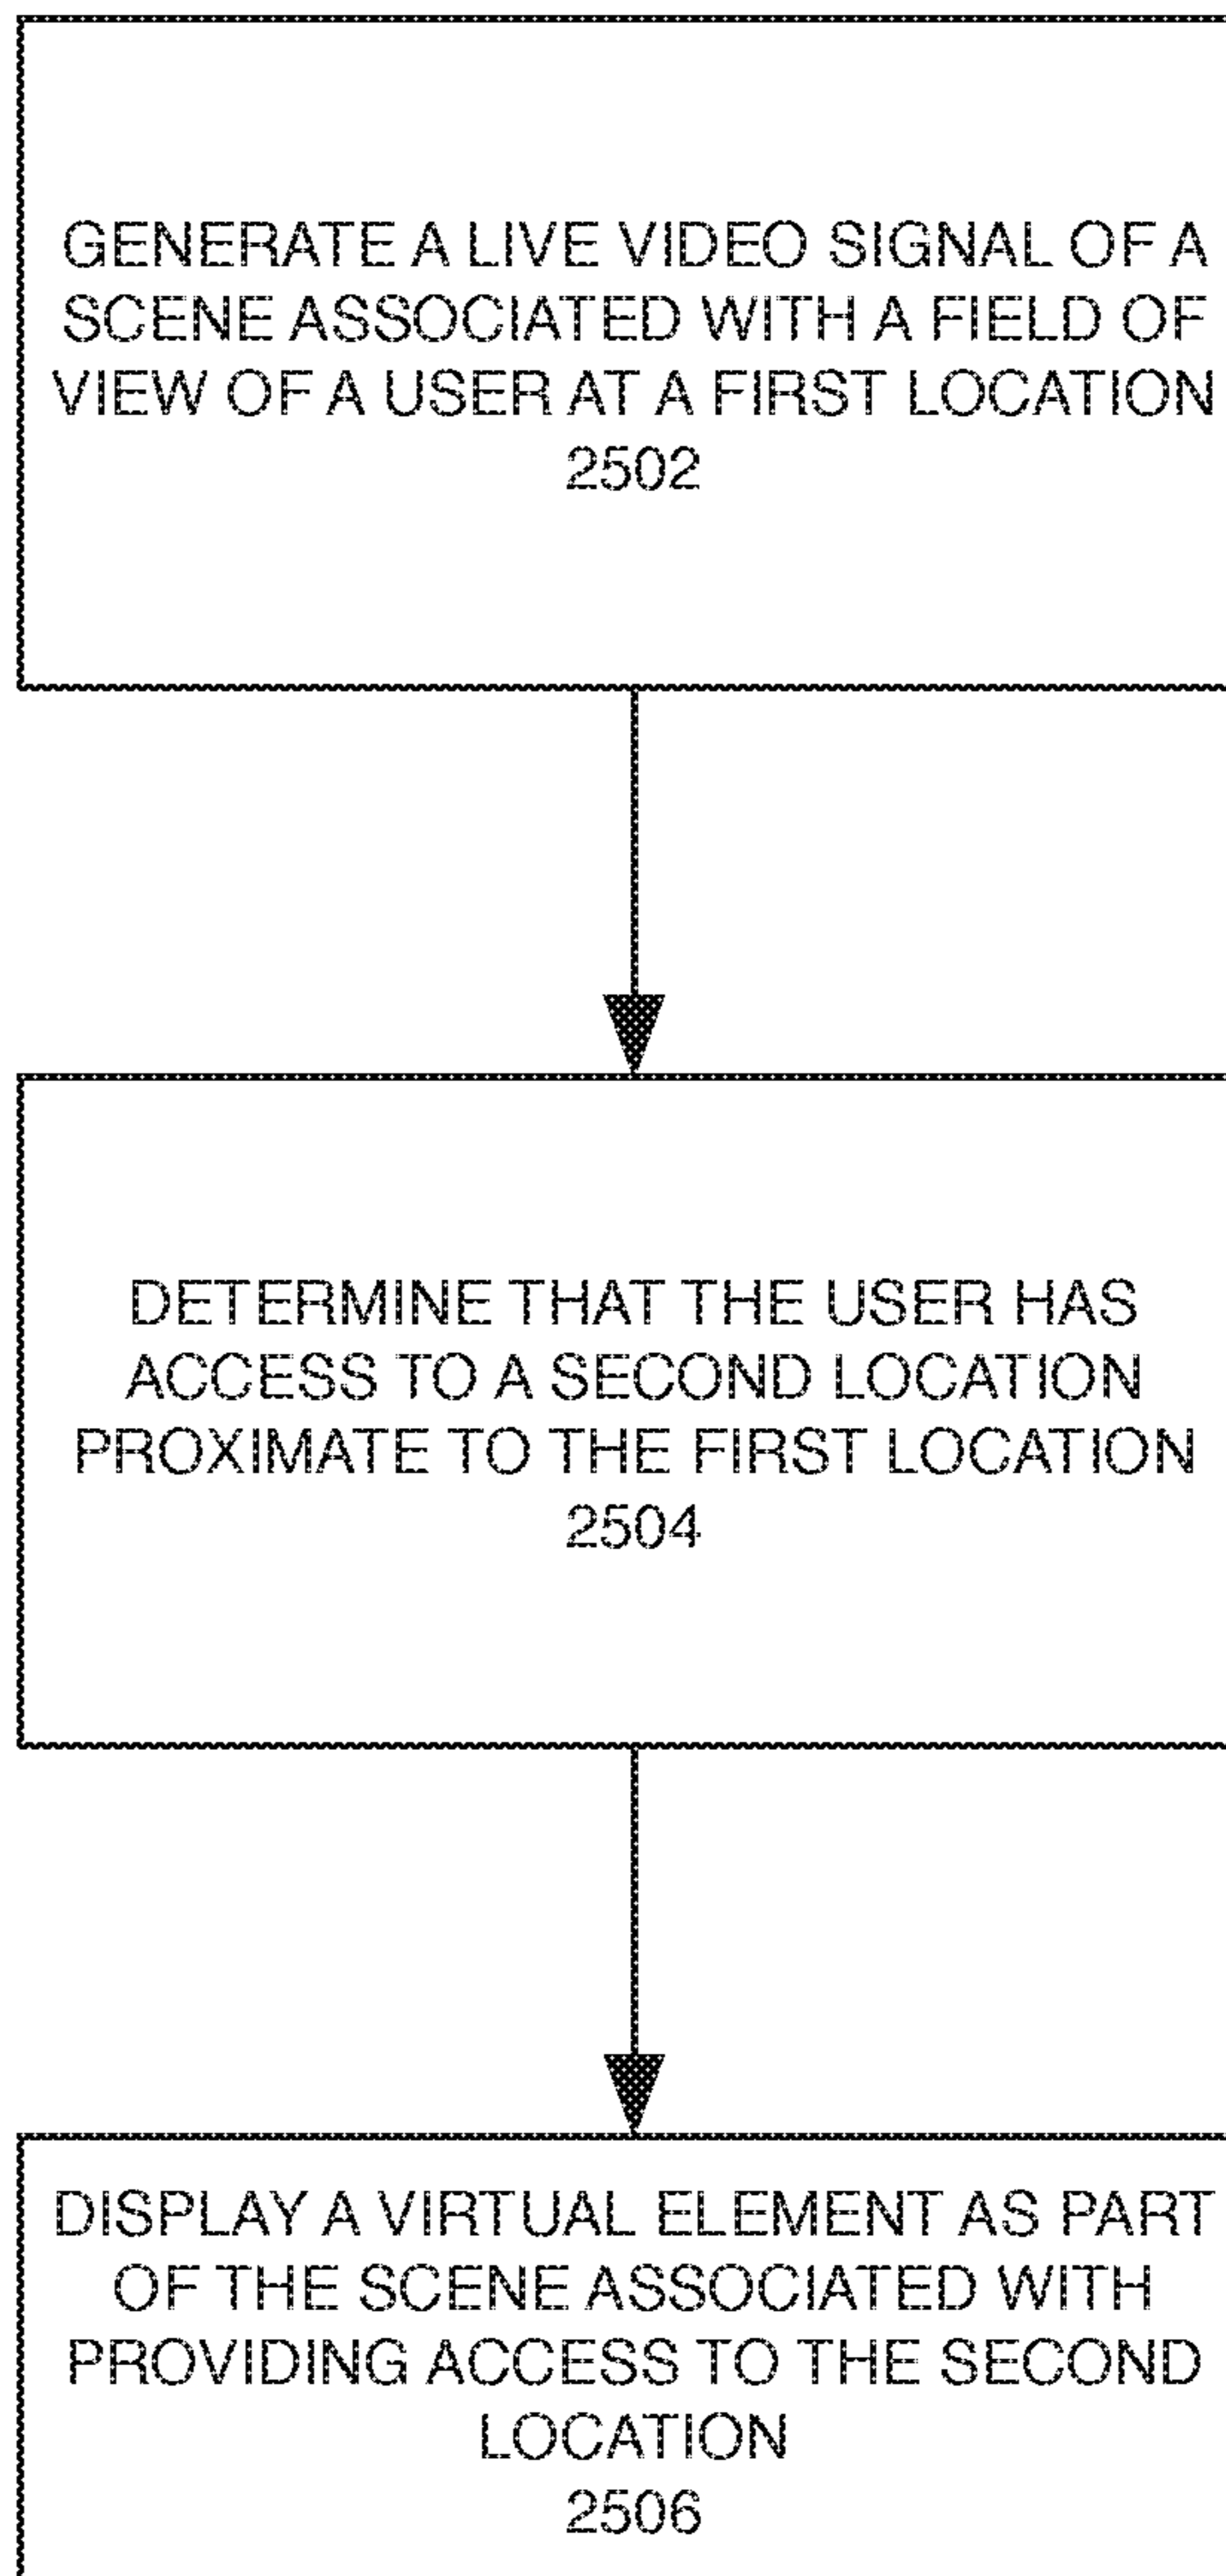 GENERATE A LIVE VIDEO SIGNAL OF A
SCENE ASSOCIATED WITH A FIELD OF
VIEW OF A USER AT A FIRST LOCATION
2502
DETERMINE THAT THE USER HAS
ACCESS TO A SECOND LOCATION
PROXIMATE TO THE FIRST LOCATION
2504
DISPLAY A VIRTUAL ELEMENT AS PART
OF THE SCENE ASSOCIATED WITH
PROVIDING ACCESS TO THE SECOND
LOCATION
2506